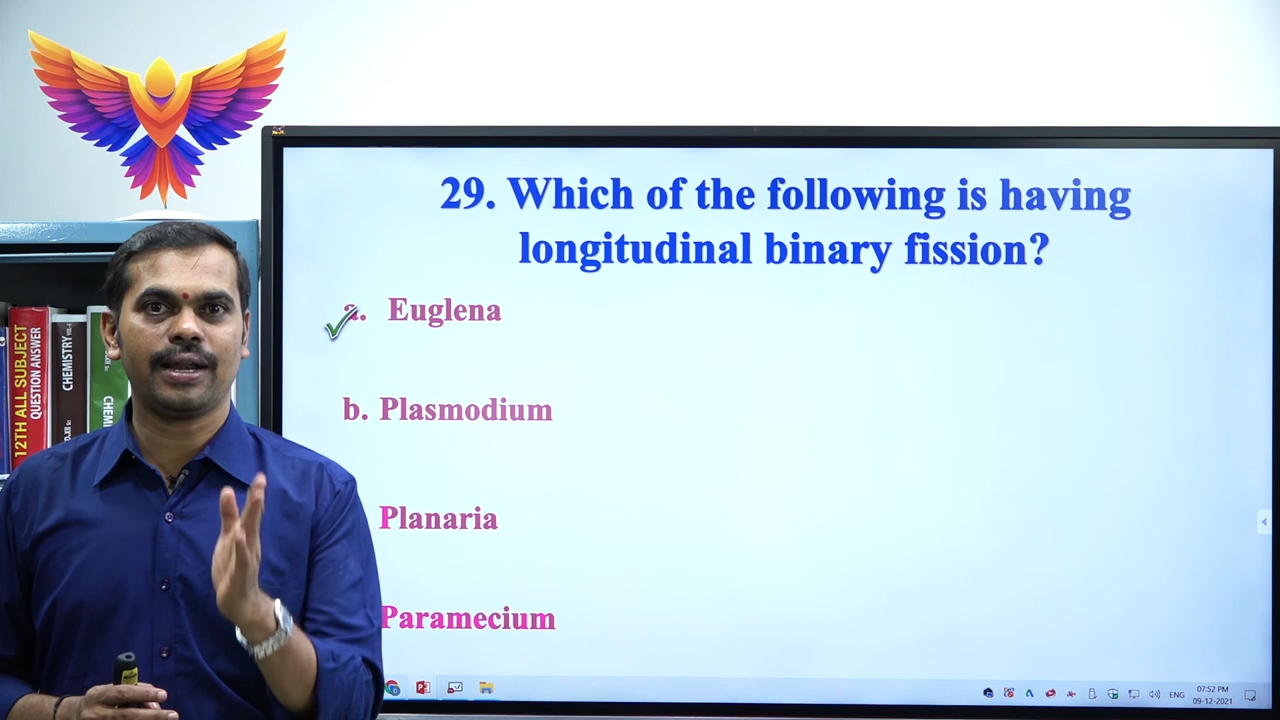 29. Which of the following is having
longitudinal binary fission?
a. Euglena
b. Plasmodium
Planaria
Paramecium
12TH ALL SUBJECT
QUESTION ANSWER
CHEMISTRY
CHEM
ENG
07:52 PM
09-12-2021